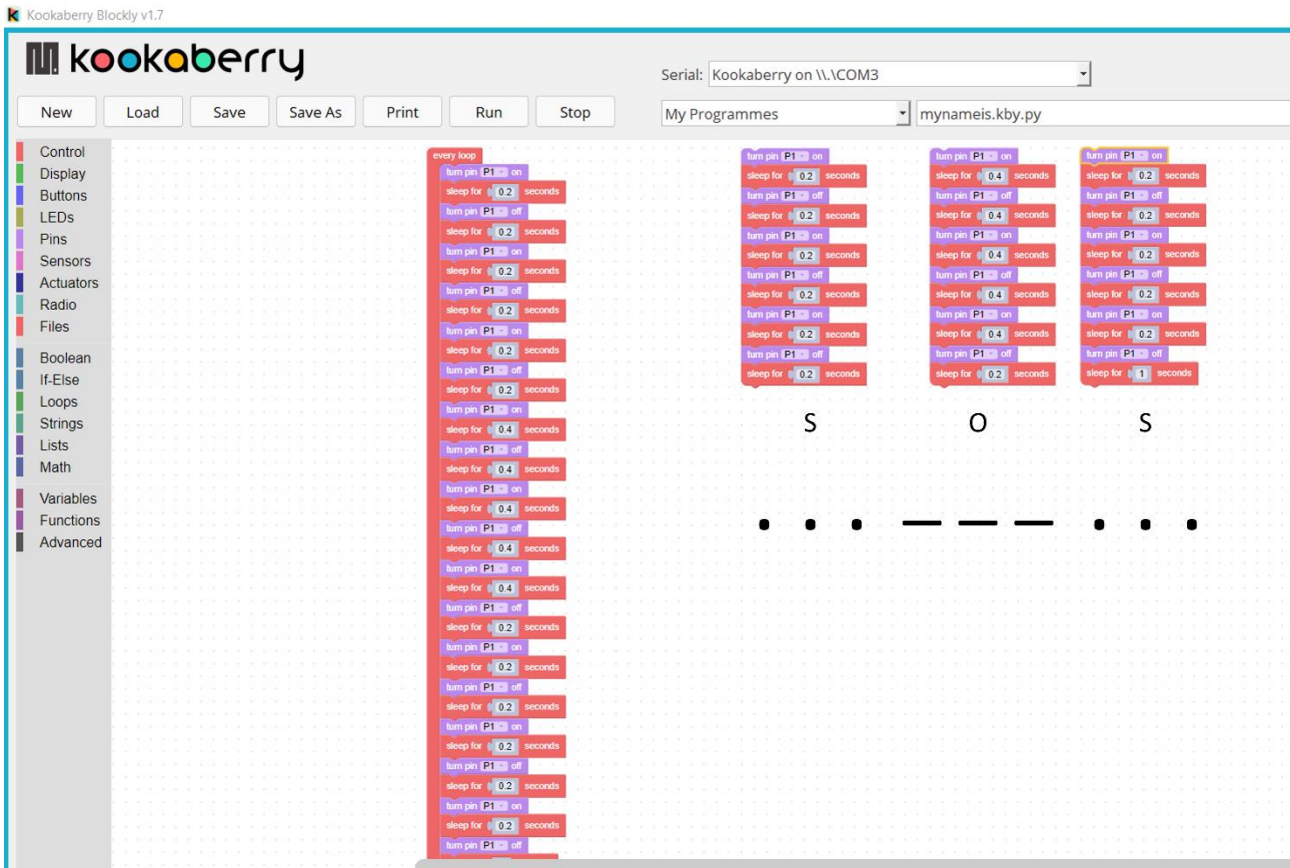 Kookaberry Blockly v1.7
kookaberry
Serial: Kookaberry on \\.\COM3
New Load Save Save As Print Run Stop
My Programmes mynameis.kby.py
Control
Display
Buttons
LEDs
Pins
Sensors
Actuators
Radio
Files
Boolean
If-Else
Loops
Strings
Lists
Math
Variables
Functions
Advanced
every loop
turn pin P1 on
sleep for 0.2 seconds
turn pin P1 off
sleep for 0.2 seconds
turn pin P1 on
sleep for 0.2 seconds
turn pin P1 off
sleep for 0.2 seconds
turn pin P1 on
sleep for 0.2 seconds
turn pin P1 off
sleep for 0.2 seconds
turn pin P1 on
sleep for 0.4 seconds
turn pin P1 off
sleep for 0.4 seconds
turn pin P1 on
sleep for 0.4 seconds
turn pin P1 off
sleep for 0.4 seconds
turn pin P1 on
sleep for 0.4 seconds
turn pin P1 off
sleep for 0.2 seconds
turn pin P1 on
sleep for 0.2 seconds
turn pin P1 off
sleep for 0.2 seconds
turn pin P1 on
sleep for 0.2 seconds
turn pin P1 off
sleep for 0.2 seconds
turn pin P1 on
sleep for 0.2 seconds
turn pin P1 off
turn pin P1 on
sleep for 0.2 seconds
turn pin P1 off
sleep for 0.2 seconds
turn pin P1 on
sleep for 0.2 seconds
turn pin P1 off
sleep for 0.2 seconds
turn pin P1 on
sleep for 0.2 seconds
turn pin P1 off
sleep for 0.2 seconds
turn pin P1 on
sleep for 0.4 seconds
turn pin P1 off
sleep for 0.4 seconds
turn pin P1 on
sleep for 0.4 seconds
turn pin P1 off
sleep for 0.4 seconds
turn pin P1 on
sleep for 0.4 seconds
turn pin P1 off
sleep for 0.2 seconds
turn pin P1 on
sleep for 0.2 seconds
turn pin P1 off
sleep for 0.2 seconds
turn pin P1 on
sleep for 0.2 seconds
turn pin P1 off
sleep for 0.2 seconds
turn pin P1 on
sleep for 0.2 seconds
turn pin P1 off
sleep for 1 seconds
S O S
. . . — — — . . .